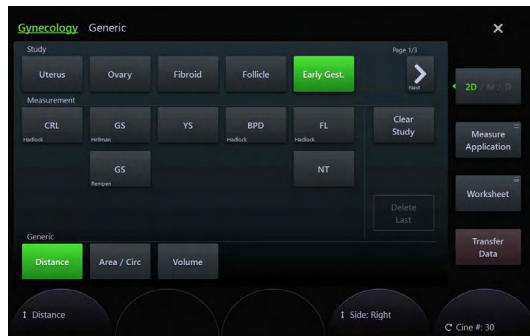 Gynecology Generic
Study
Page 1/3
Uterus Ovary Fibroid Follicle Early Gest. Next
2D / M / D
Measurement
CRL GS YS BPD FL Clear Study
Hadlock Hellman Hadlock Hadlock
Measure Application
GS NT
Rempen
Worksheet
Delete Last
Generic
Distance Area / Circ Volume
Transfer Data
Distance
Side: Right
Cine #: 30